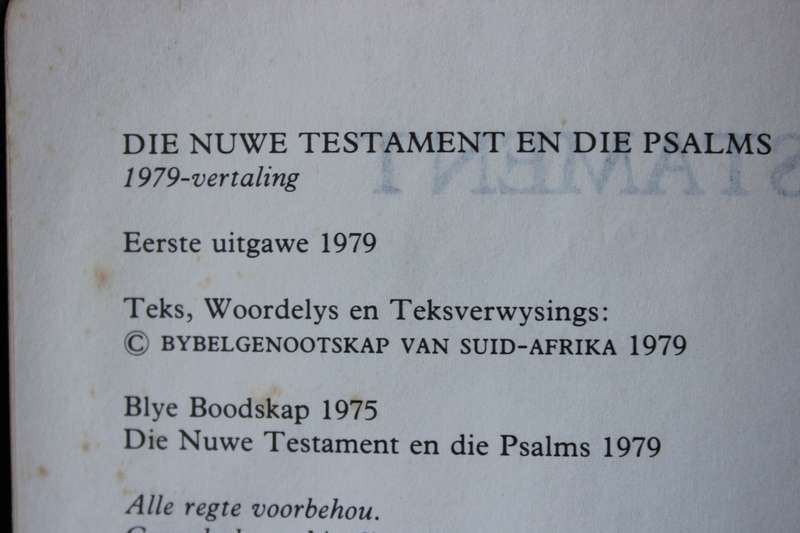 DIE NUWE TESTAMENT EN DIE PSALMS
1979-vertaling
Eerste uitgawe 1979
Teks, Woordelys en Teksverwysings:
© BYBELGENOOTSKAP VAN SUID-AFRIKA 1979
Blye Boodskap 1975
Die Nuwe Testament en die Psalms 1979
Alle regte voorbehou.